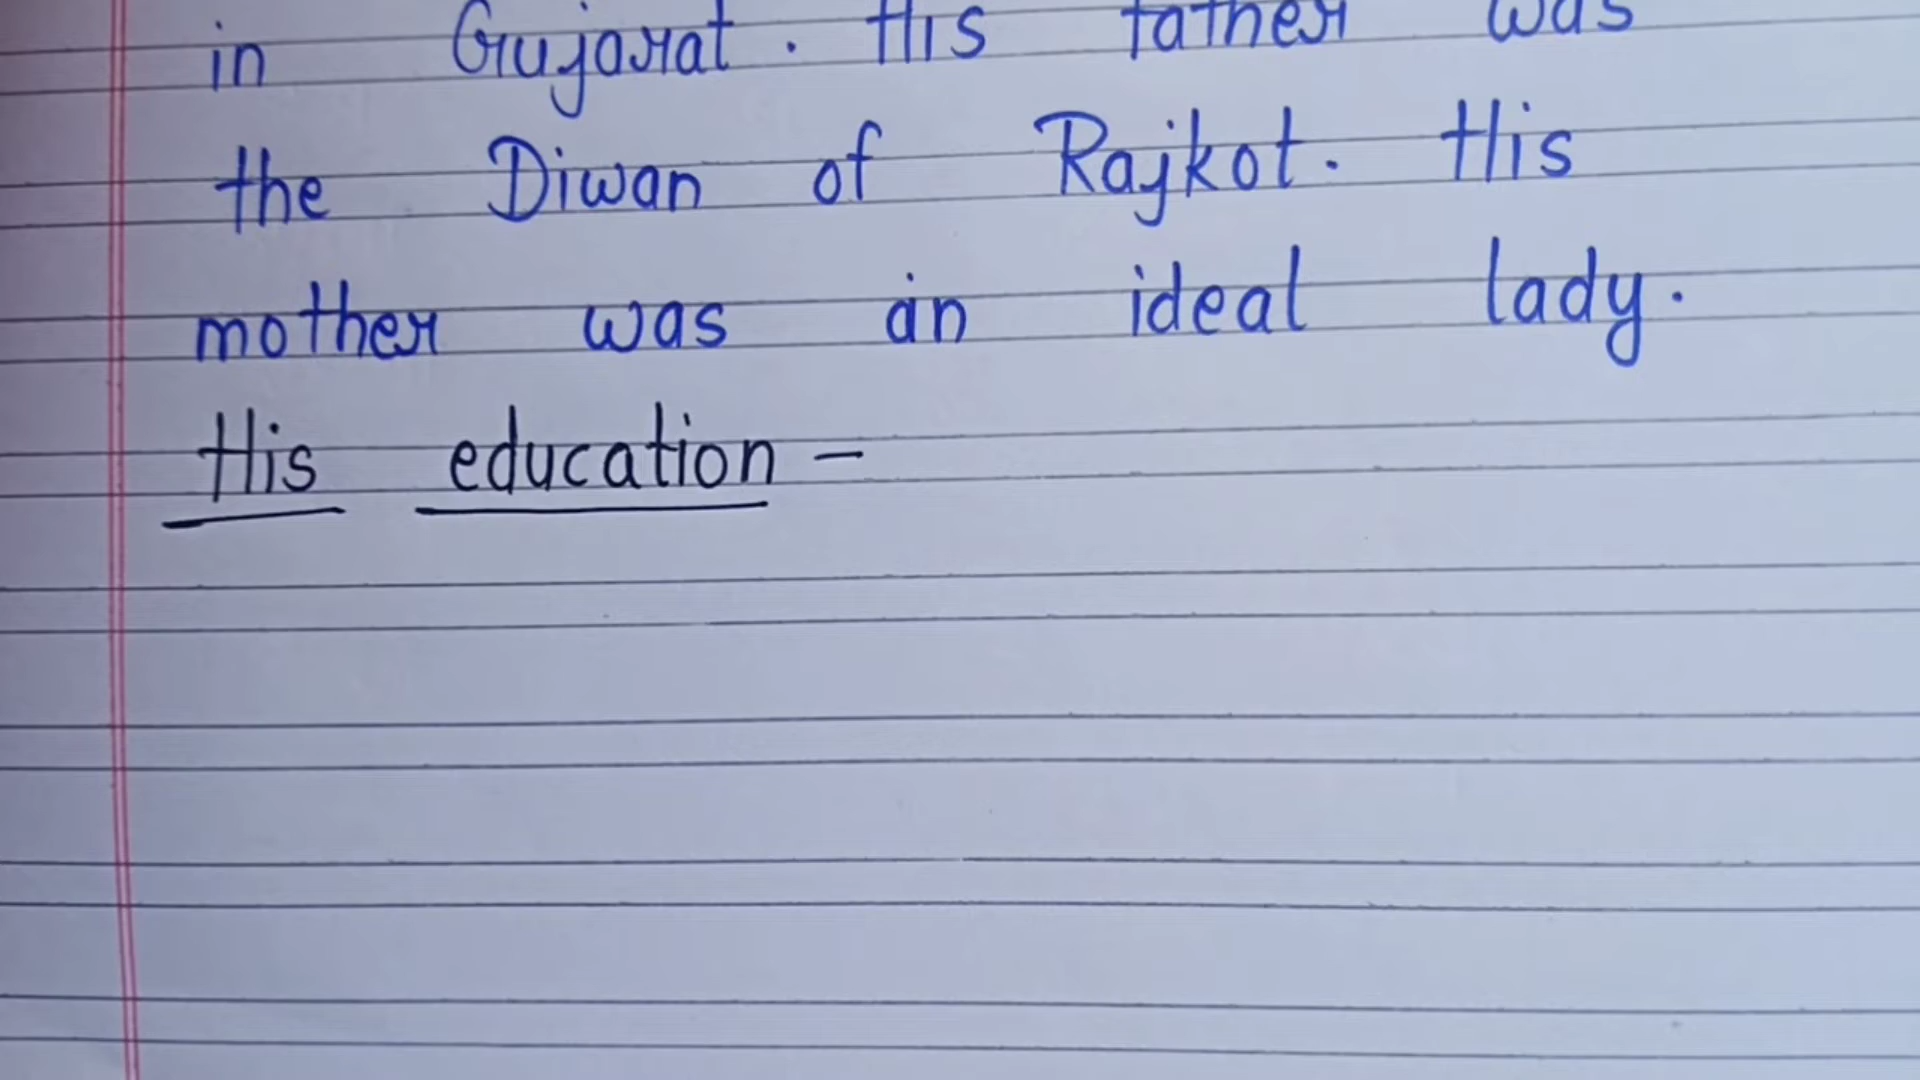 in Gujarat. His father was
the Diwan of Rajkot. His
mother was an ideal lady.
His education -